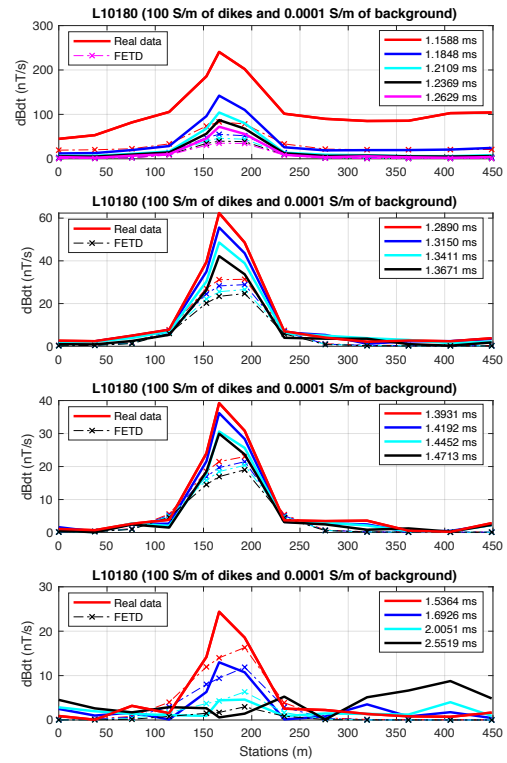 L10180 (100 S/m of dikes and 0.0001 S/m of background)
300
200
100
0
dBdt (nT/s)
Real data
FETD
1.1588 ms
1.1848 ms
1.2109 ms
1.2369 ms
1.2629 ms
0 50 100 150 200 250 300 350 400 450
L10180 (100 S/m of dikes and 0.0001 S/m of background)
60
40
20
0
dBdt (nT/s)
Real data
FETD
1.2890 ms
1.3150 ms
1.3411 ms
1.3671 ms
0 50 100 150 200 250 300 350 400 450
L10180 (100 S/m of dikes and 0.0001 S/m of background)
40
30
20
10
0
dBdt (nT/s)
Real data
FETD
1.3931 ms
1.4192 ms
1.4452 ms
1.4713 ms
0 50 100 150 200 250 300 350 400 450
L10180 (100 S/m of dikes and 0.0001 S/m of background)
30
20
10
0
dBdt (nT/s)
Real data
FETD
1.5364 ms
1.6926 ms
2.0051 ms
2.5519 ms
0 50 100 150 200 250 300 350 400 450
Stations (m)